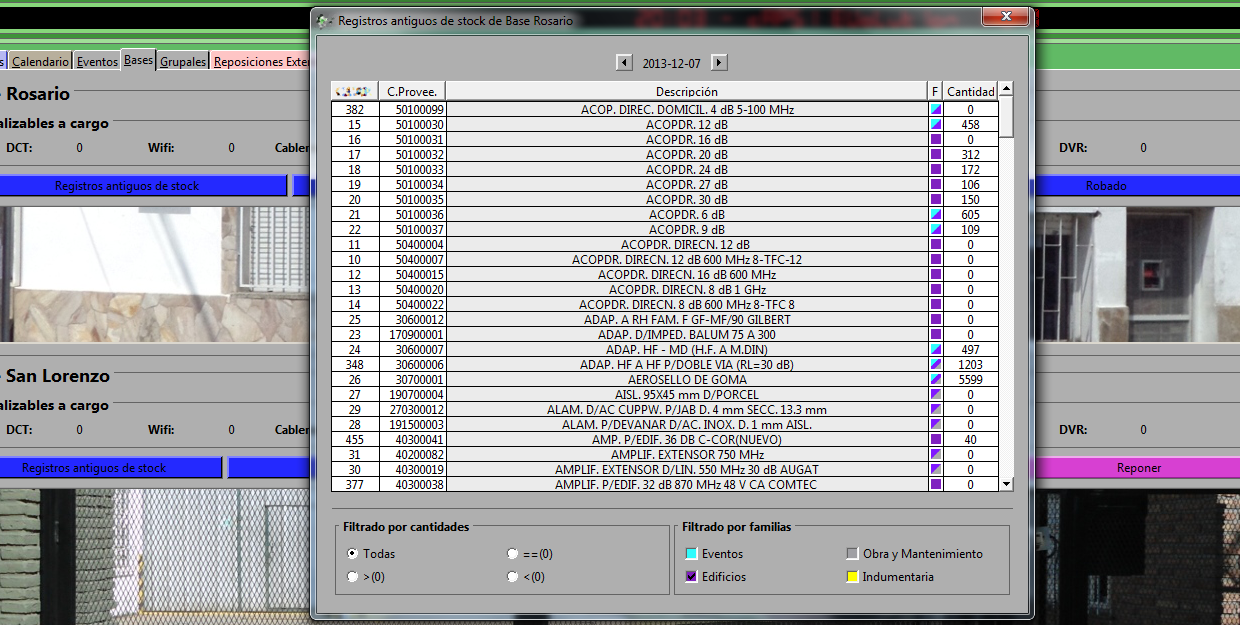 Registros antiguos de stock de Base Rosario
s Calendario Eventos Bases Grupales Reposiciones Exter
2013-12-07
Rosario
alizables a cargo
DCT: 0 Wifi: 0 Cabler
DVR: 0
Registros antiguos de stock
Robado
C.Provee. Descripción F Cantidad
382 50100099 ACOP. DIREC. DOMICIL. 4 dB 5-100 MHz 0
15 50100030 ACOPDR. 12 dB 458
16 50100031 ACOPDR. 16 dB 0
17 50100032 ACOPDR. 20 dB 312
18 50100033 ACOPDR. 24 dB 172
19 50100034 ACOPDR. 27 dB 106
20 50100035 ACOPDR. 30 dB 150
21 50100036 ACOPDR. 6 dB 605
22 50100037 ACOPDR. 9 dB 109
11 50400004 ACOPDR. DIRECN. 12 dB 0
10 50400007 ACOPDR. DIRECN. 12 dB 600 MHz 8-TFC-12 0
12 50400015 ACOPDR. DIRECN. 16 dB 600 MHz 0
13 50400020 ACOPDR. DIRECN. 8 dB 1 GHz 0
14 50400022 ACOPDR. DIRECN. 8 dB 600 MHz 8-TFC 8 0
25 30600012 ADAP. A RH FAM. F GF-MF/90 GILBERT 0
23 170900001 ADAP. D/IMPED. BALUM 75 A 300 0
24 30600007 ADAP. HF - MD (H.F. A M.DIN) 497
348 30600006 ADAP. HF A HF P/DOBLE VIA (RL=30 dB) 1203
26 30700001 AEROSELLO DE GOMA 5599
27 190700004 AISL. 95X45 mm D/PORCEL 0
29 270300012 ALAM. D/AC CUPPW. P/JAB D. 4 mm SECC. 13.3 mm 0
28 191500003 ALAM. P/DEVANAR D/AC. INOX. D. 1 mm AISL. 0
455 40300041 AMP. P/EDIF. 36 DB C-COR(NUEVO) 40
31 40200082 AMPLIF. EXTENSOR 750 MHz 0
30 40300019 AMPLIF. EXTENSOR D/LIN. 550 MHz 30 dB AUGAT 0
377 40300038 AMPLIF. P/EDIF. 32 dB 870 MHz 48 V CA COMTEC 0
San Lorenzo
alizables a cargo
DCT: 0 Wifi: 0 Cabler
DVR: 0
Registros antiguos de stock
Reponer
Filtrado por cantidades
Todas ==(0)
>(0) <(0)
Filtrado por familias
Eventos Obra y Mantenimiento
Edificios Indumentaria